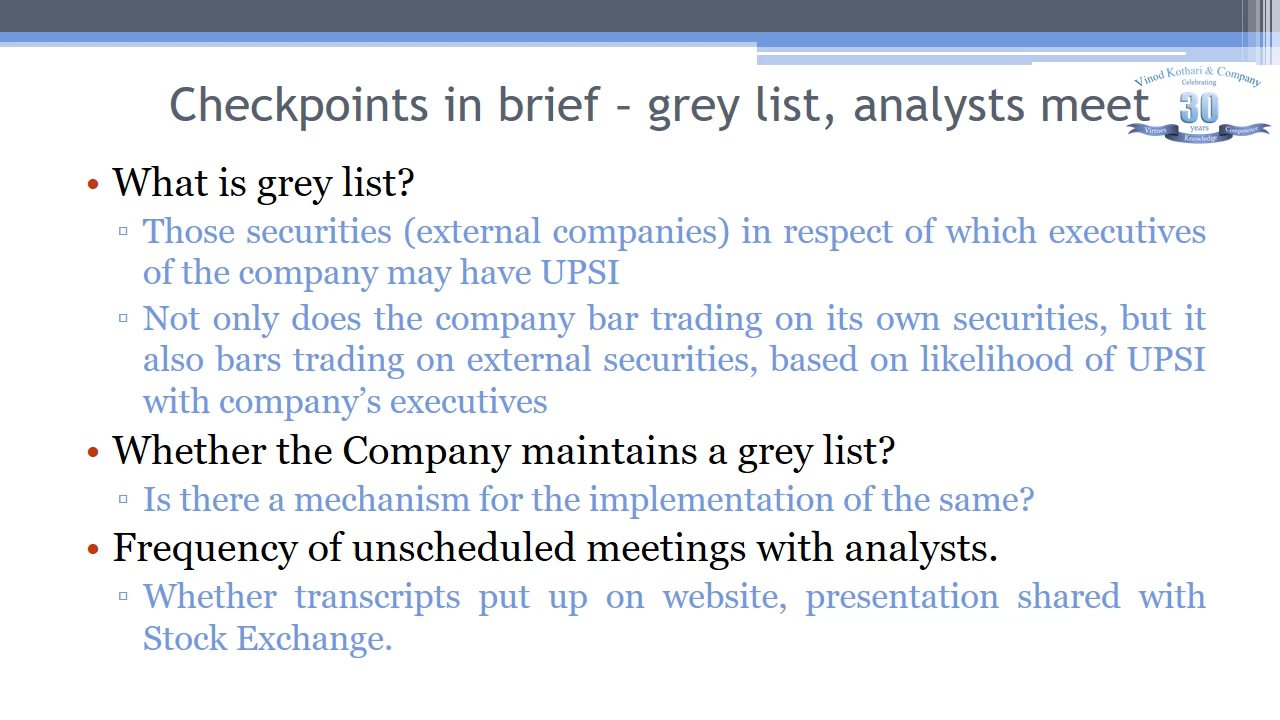 Vinod Kothari & Company
Celebrating
30
years
Virtues
Knowledge
Competence
Checkpoints in brief – grey list, analysts meet
• What is grey list?
▫ Those securities (external companies) in respect of which executives
of the company may have UPSI
▫ Not only does the company bar trading on its own securities, but it
also bars trading on external securities, based on likelihood of UPSI
with company’s executives
• Whether the Company maintains a grey list?
▫ Is there a mechanism for the implementation of the same?
• Frequency of unscheduled meetings with analysts.
▫ Whether transcripts put up on website, presentation shared with
Stock Exchange.